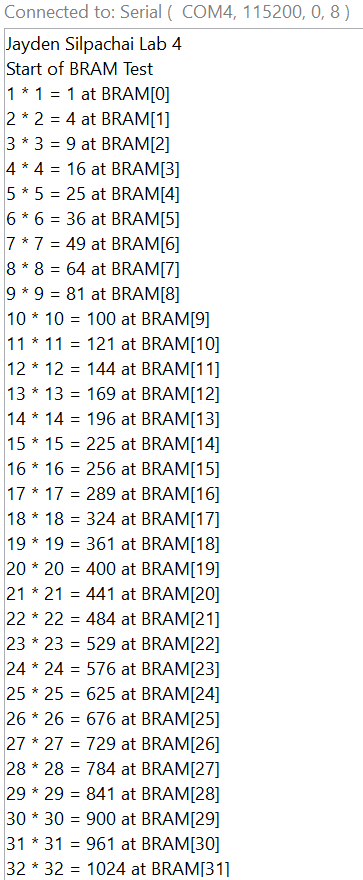 Connected to: Serial (  COM4, 115200, 0, 8 )
Jayden Silpachai Lab 4
Start of BRAM Test
1 * 1 = 1 at BRAM[0]
2 * 2 = 4 at BRAM[1]
3 * 3 = 9 at BRAM[2]
4 * 4 = 16 at BRAM[3]
5 * 5 = 25 at BRAM[4]
6 * 6 = 36 at BRAM[5]
7 * 7 = 49 at BRAM[6]
8 * 8 = 64 at BRAM[7]
9 * 9 = 81 at BRAM[8]
10 * 10 = 100 at BRAM[9]
11 * 11 = 121 at BRAM[10]
12 * 12 = 144 at BRAM[11]
13 * 13 = 169 at BRAM[12]
14 * 14 = 196 at BRAM[13]
15 * 15 = 225 at BRAM[14]
16 * 16 = 256 at BRAM[15]
17 * 17 = 289 at BRAM[16]
18 * 18 = 324 at BRAM[17]
19 * 19 = 361 at BRAM[18]
20 * 20 = 400 at BRAM[19]
21 * 21 = 441 at BRAM[20]
22 * 22 = 484 at BRAM[21]
23 * 23 = 529 at BRAM[22]
24 * 24 = 576 at BRAM[23]
25 * 25 = 625 at BRAM[24]
26 * 26 = 676 at BRAM[25]
27 * 27 = 729 at BRAM[26]
28 * 28 = 784 at BRAM[27]
29 * 29 = 841 at BRAM[28]
30 * 30 = 900 at BRAM[29]
31 * 31 = 961 at BRAM[30]
32 * 32 = 1024 at BRAM[31]